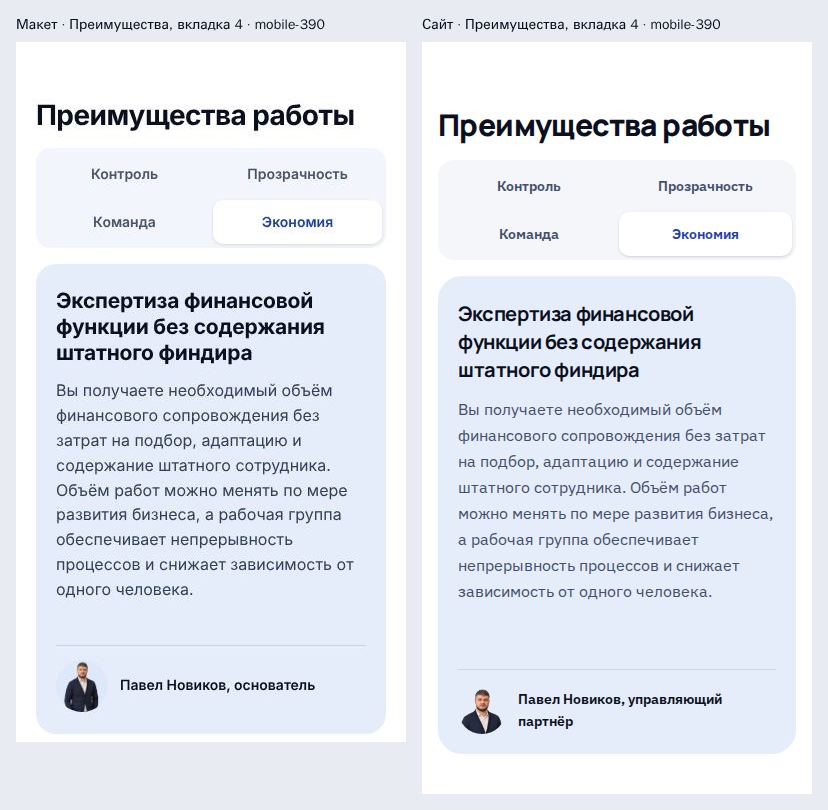 Макет · Преимущества, вкладка 4 · mobile-390
Преимущества работы
Контроль
Прозрачность
Команда
Экономия
Экспертиза финансовой
функции без содержания
штатного финдира
Вы получаете необходимый объём
финансового сопровождения без
затрат на подбор, адаптацию и
содержание штатного сотрудника.
Объём работ можно менять по мере
развития бизнеса, а рабочая группа
обеспечивает непрерывность
процессов и снижает зависимость от
одного человека.
Павел Новиков, основатель
Сайт · Преимущества, вкладка 4 · mobile-390
Преимущества работы
Контроль
Прозрачность
Команда
Экономия
Экспертиза финансовой
функции без содержания
штатного финдира
Вы получаете необходимый объём
финансового сопровождения без затрат
на подбор, адаптацию и содержание
штатного сотрудника. Объём работ
можно менять по мере развития бизнеса,
а рабочая группа обеспечивает
непрерывность процессов и снижает
зависимость от одного человека.
Павел Новиков, управляющий
партнёр